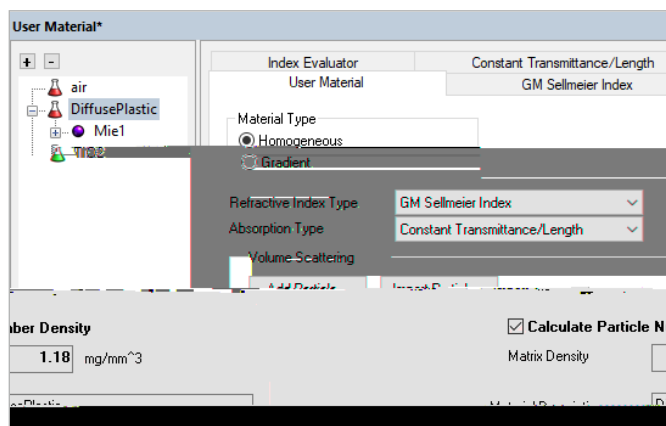 User Material*
Index Evaluator
Constant Transmittance/Length
User Material
GM Sellmeier Index
air
DiffusePlastic
Mie1
Material Type
Homogeneous
Gradient
Refractive Index Type
GM Sellmeier Index
Absorption Type
Constant Transmittance/Length
Volume Scattering
Add Particle
nber Density
Calculate Particle N
1.18 mg/mm^3
Matrix Density